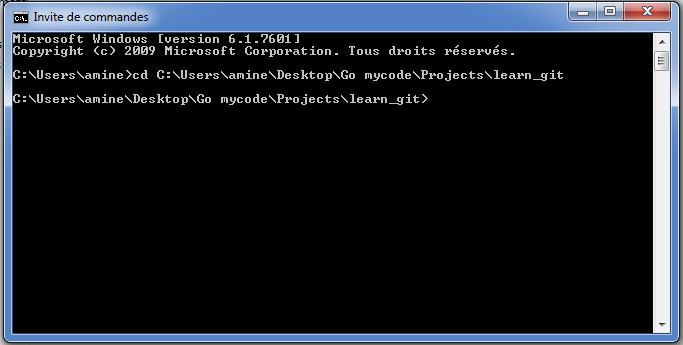 Invite de commandes
Microsoft Windows [version 6.1.7601]
Copyright (c) 2009 Microsoft Corporation. Tous droits réservés.
C:\Users\amine>cd C:\Users\amine\Desktop\Go mycode\Projects\learn_git
C:\Users\amine\Desktop\Go mycode\Projects\learn_git>